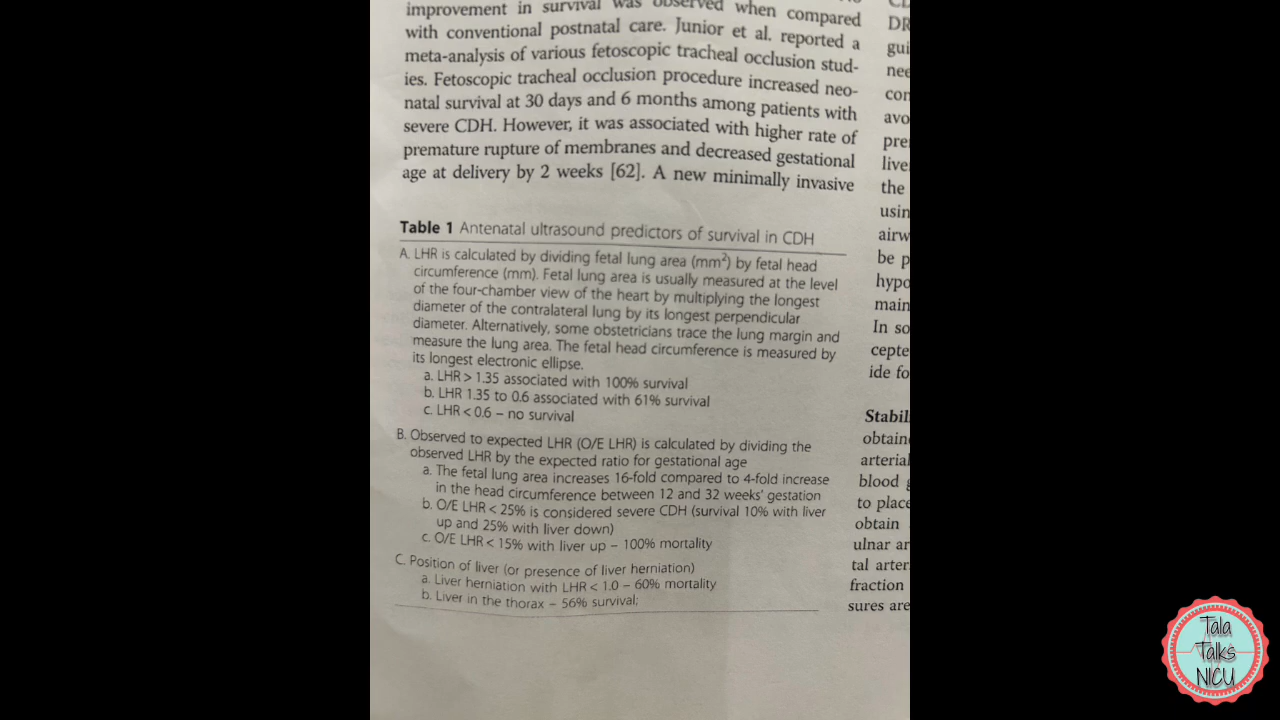 improvement in survival was observed when compared
with conventional postnatal care. Junior et al. reported a
meta-analysis of various fetoscopic tracheal occlusion stud-
ies. Fetoscopic tracheal occlusion procedure increased neo-
natal survival at 30 days and 6 months among patients with
severe CDH. However, it was associated with higher rate of
premature rupture of membranes and decreased gestational
age at delivery by 2 weeks [62]. A new minimally invasive
Table 1 Antenatal ultrasound predictors of survival in CDH
A. LHR is calculated by dividing fetal lung area (mm²) by fetal head
circumference (mm). Fetal lung area is usually measured at the level
of the four-chamber view of the heart by multiplying the longest
diameter of the contralateral lung by its longest perpendicular
diameter. Alternatively, some obstetricians trace the lung margin and
measure the lung area. The fetal head circumference is measured by
its longest electronic ellipse.
a. LHR > 1.35 associated with 100% survival
b. LHR 1.35 to 0.6 associated with 61% survival
c. LHR < 0.6 – no survival
B. Observed to expected LHR (O/E LHR) is calculated by dividing the
observed LHR by the expected ratio for gestational age
a. The fetal lung area increases 16-fold compared to 4-fold increase
in the head circumference between 12 and 32 weeks' gestation
b. O/E LHR < 25% is considered severe CDH (survival 10% with liver
up and 25% with liver down)
c. O/E LHR < 15% with liver up – 100% mortality
C. Position of liver (or presence of liver herniation)
a. Liver herniation with LHR < 1.0 – 60% mortality
b. Liver in the thorax – 56% survival;
DR
gui
nee
con
avo
pre
live
the
usin
airw
be p
hypo
main
In so
cepte
ide fo
Stabil
obtaine
arterial
blood g
to place
obtain
ulnar ar
tal arter
fraction
sures are
Tala
Talks
NICU